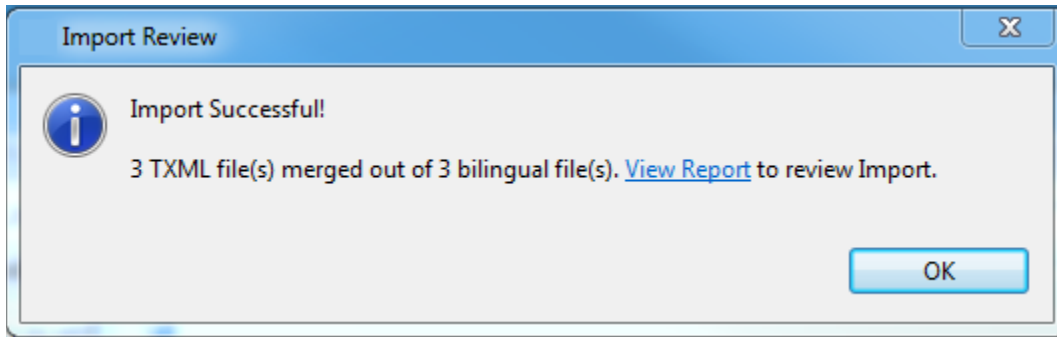 Import Review
Import Successful!
3 TXML file(s) merged out of 3 bilingual file(s). View Report to review Import.
OK